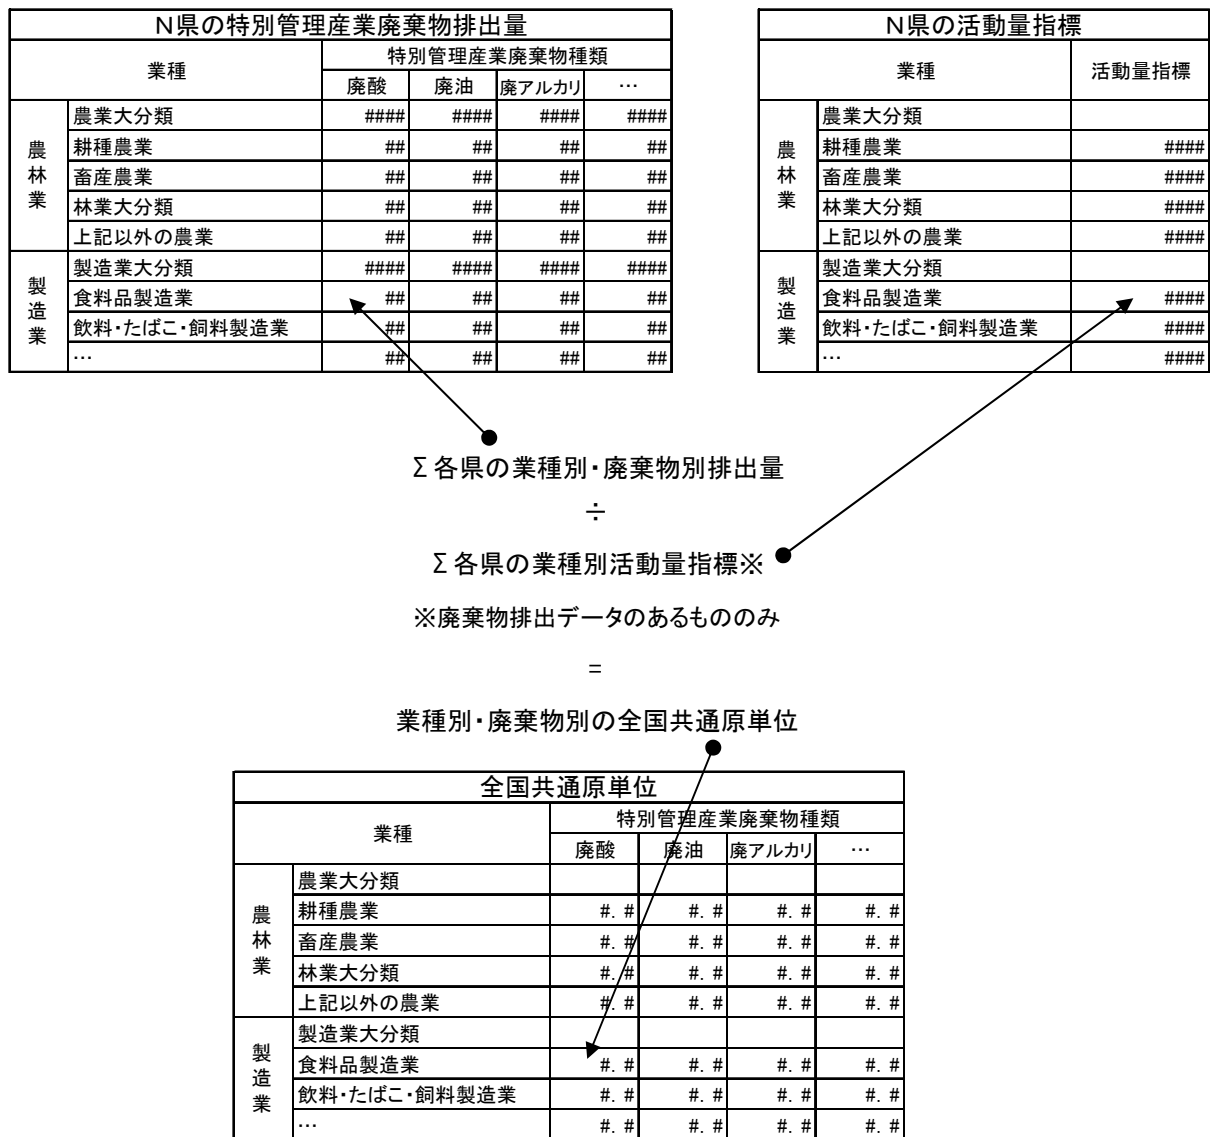 N県の特別管理産業廃棄物排出量
業種 特別管理産業廃棄物種類
廃酸 廃油 廃アルカリ …
農林業
農業大分類 #### #### #### ####
耕種農業 ## ## ## ##
畜産農業 ## ## ## ##
林業大分類 ## ## ## ##
上記以外の農業 ## ## ## ##
製造業
製造業大分類 #### #### #### ####
食料品製造業 ## ## ## ##
飲料・たばこ・飼料製造業 ## ## ## ##
… ## ## ## ##
N県の活動量指標
業種 活動量指標
農林業
農業大分類
耕種農業 ####
畜産農業 ####
林業大分類 ####
上記以外の農業 ####
製造業
製造業大分類
食料品製造業 ####
飲料・たばこ・飼料製造業 ####
… ####
Σ各県の業種別・廃棄物別排出量
÷
Σ各県の業種別活動量指標※
※廃棄物排出データのあるもののみ
=
業種別・廃棄物別の全国共通原単位
全国共通原単位
業種 特別管理産業廃棄物種類
廃酸 廃油 廃アルカリ …
農林業
農業大分類
耕種農業 #.# #.# #.# #.#
畜産農業 #.# #.# #.# #.#
林業大分類 #.# #.# #.# #.#
上記以外の農業 #.# #.# #.# #.#
製造業
製造業大分類
食料品製造業 #.# #.# #.# #.#
飲料・たばこ・飼料製造業 #.# #.# #.# #.#
… #.# #.# #.# #.#